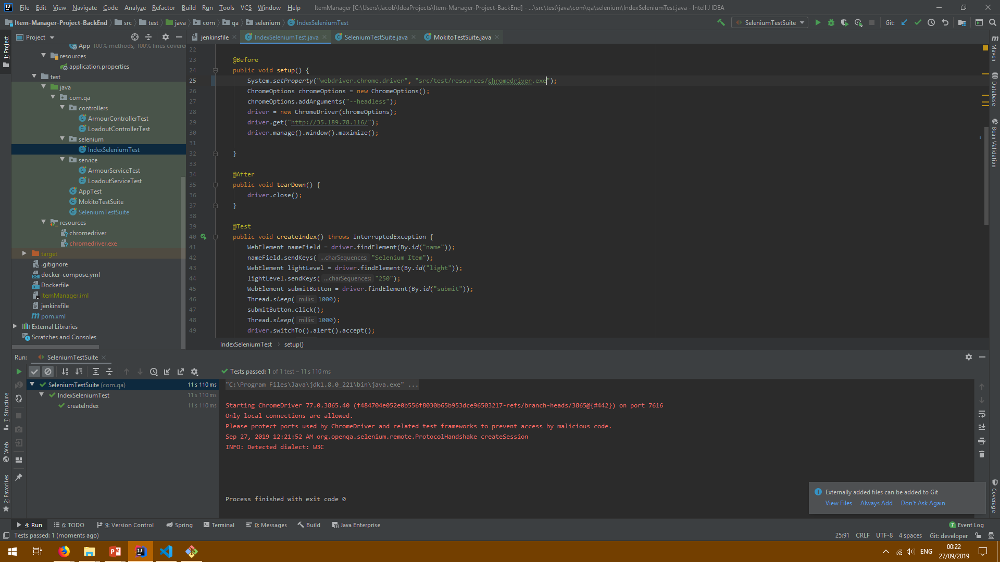 File Edit View Navigate Code Analyze Refactor Build Run Tools VCS Window Help ItemManager [C:\Users\Jacob\IdeaProjects\Item-Manager-Project-BackEnd] - ...\src\test\java\com\qa\selenium\IndexSeleniumTest.java - IntelliJ IDEA
Item-Manager-Project-BackEnd src test java com qa selenium IndexSeleniumTest SeleniumTestSuite Git:
Project jenkinsfile IndexSeleniumTest.java SeleniumTestSuite.java MokitoTestSuite.java
1: Project
App 100% methods, 100% lines covered
resources
application.properties
test
java
com.qa
controllers
ArmourControllerTest
LoadoutControllerTest
selenium
IndexSeleniumTest
service
ArmourServiceTest
LoadoutServiceTest
AppTest
MokitoTestSuite
SeleniumTestSuite
resources
chromedriver
chromedriver.exe
target
.gitignore
docker-compose.yml
Dockerfile
ItemManager.iml
jenkinsfile
pom.xml
External Libraries
Scratches and Consoles
22
23 @Before
24 public void setup() {
25 System.setProperty("webdriver.chrome.driver", "src/test/resources/chromedriver.exe");
26 ChromeOptions chromeOptions = new ChromeOptions();
27 chromeOptions.addArguments("--headless");
28 driver = new ChromeDriver(chromeOptions);
29 driver.get("http://35.189.78.116/");
30 driver.manage().window().maximize();
31
32 }
33
34 @After
35 public void tearDown() {
36 driver.close();
37 }
38
39 @Test
40 public void createIndex() throws InterruptedException {
41 WebElement nameField = driver.findElement(By.id("name"));
42 nameField.sendKeys( ...charSequences: "Selenium Item");
43 WebElement lightLevel = driver.findElement(By.id("light"));
44 lightLevel.sendKeys( ...charSequences: "250");
45 WebElement submitButton = driver.findElement(By.id("submit"));
46 Thread.sleep( millis: 1000);
47 submitButton.click();
48 Thread.sleep( millis: 1000);
49 driver.switchTo().alert().accept();
IndexSeleniumTest › setup()
Maven
Database
Bean Validation
Run: SeleniumTestSuite
Tests passed: 1 of 1 test – 11 s 110 ms
SeleniumTestSuite (com.qa) 11 s 110 ms
IndexSeleniumTest 11 s 110 ms
createIndex 11 s 110 ms
"C:\Program Files\Java\jdk1.8.0_221\bin\java.exe" ...
Starting ChromeDriver 77.0.3865.40 (f484704e052e0b556f8030b65b953dce96503217-refs/branch-heads/3865@{#442}) on port 7616
Only local connections are allowed.
Please protect ports used by ChromeDriver and related test frameworks to prevent access by malicious code.
Sep 27, 2019 12:21:52 AM org.openqa.selenium.remote.ProtocolHandshake createSession
INFO: Detected dialect: W3C
Process finished with exit code 0
7: Structure
Web
2: Favorites
Coverage
Externally added files can be added to Git
View Files Always Add Don't Ask Again
4: Run 6: TODO 9: Version Control Spring Terminal 0: Messages Build Java Enterprise 7 Event Log
Tests passed: 1 (moments ago) 25:91 CRLF UTF-8 4 spaces Git: developer
ENG 00:22
27/09/2019